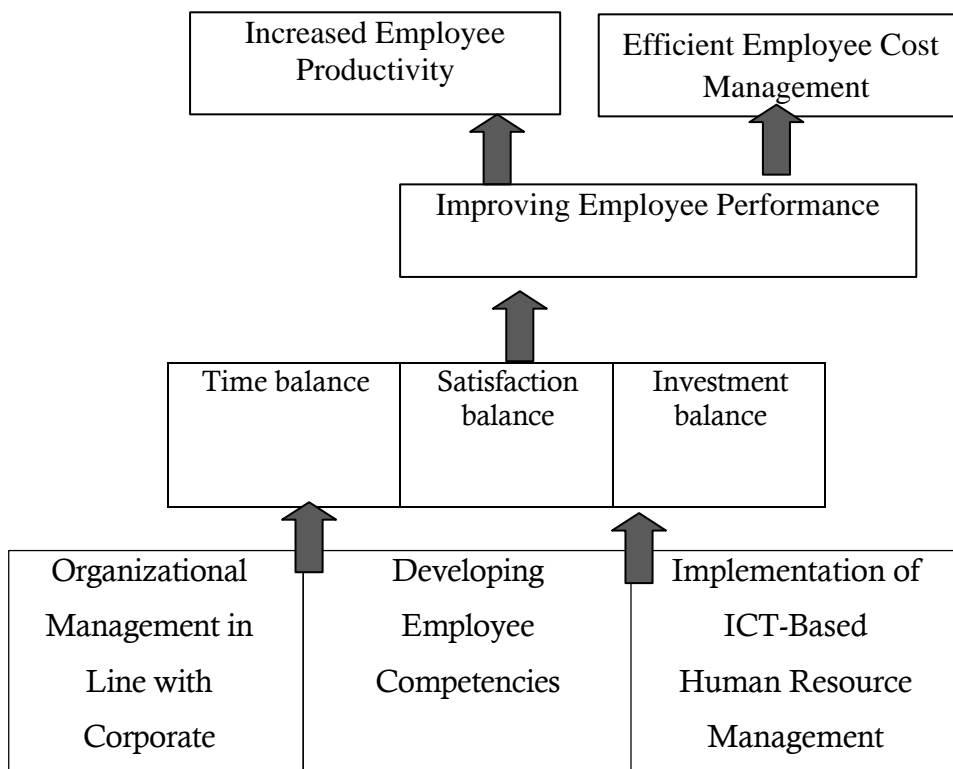 Increased Employee
Productivity
Efficient Employee Cost
Management
Improving Employee Performance
Time balance
Satisfaction
balance
Investment
balance
Organizational
Management in
Line with
Corporate
Developing
Employee
Competencies
Implementation of
ICT-Based
Human Resource
Management